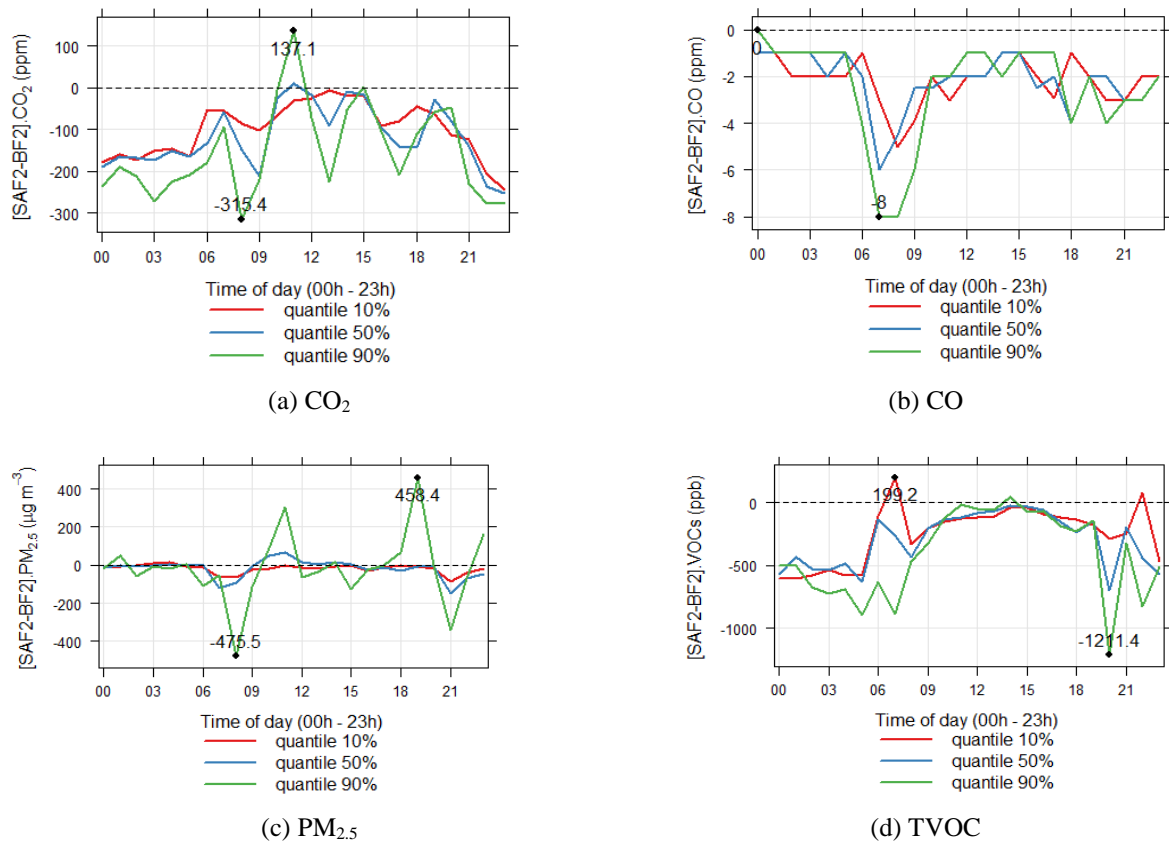 [SAF2-BF2].CO₂ (ppm)
100
0
-100
-200
-300
137.1
-315.4
00 03 06 09 12 15 18 21
Time of day (00h - 23h)
quantile 10%
quantile 50%
quantile 90%
(a) CO₂
[SAF2-BF2].CO (ppm)
0
-2
-4
-6
-8
0
-8
00 03 06 09 12 15 18 21
Time of day (00h - 23h)
quantile 10%
quantile 50%
quantile 90%
(b) CO
[SAF2-BF2].PM₂.₅ (µg m⁻³)
400
200
0
-200
-400
458.4
-475.5
00 03 06 09 12 15 18 21
Time of day (00h - 23h)
quantile 10%
quantile 50%
quantile 90%
(c) PM₂.₅
[SAF2-BF2].VOCs (ppb)
0
-500
-1000
199.2
-1211.4
00 03 06 09 12 15 18 21
Time of day (00h - 23h)
quantile 10%
quantile 50%
quantile 90%
(d) TVOC